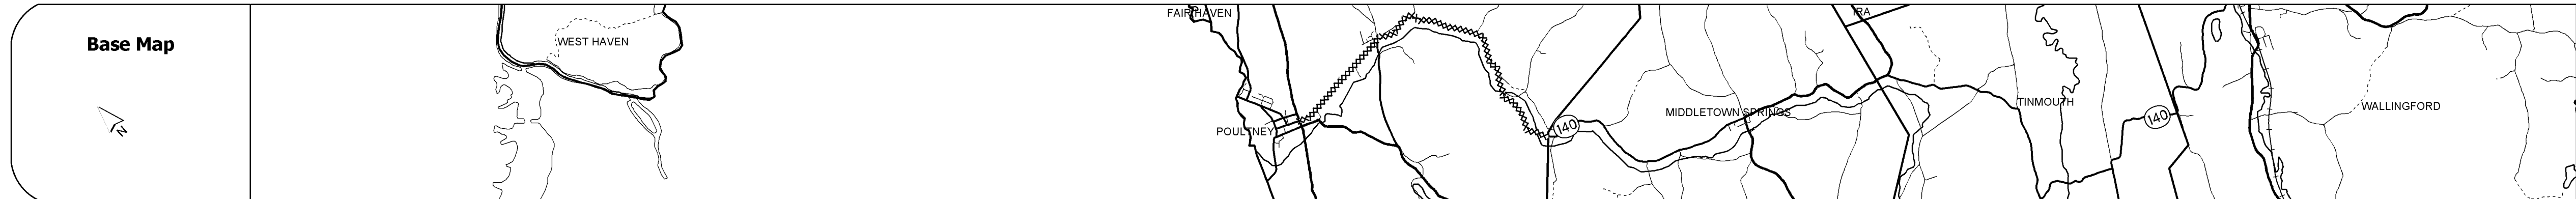 Base Map
N
WEST HAVEN
FAIR HAVEN
POULTNEY
140
MIDDLETOWN SPRINGS
IRA
TINMOUTH
140
WALLINGFORD